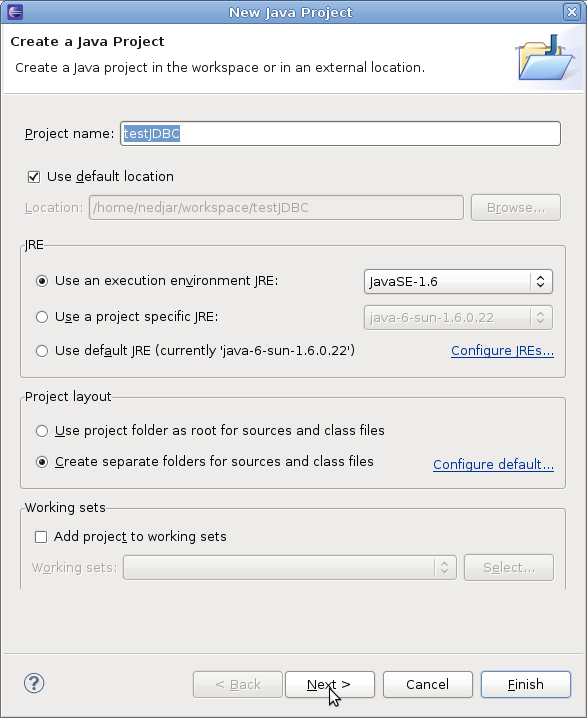 New Java Project
Create a Java Project
Create a Java project in the workspace or in an external location.
Project name: testJDBC
Use default location
Location: /home/nedjar/workspace/testJDBC Browse...
JRE
Use an execution environment JRE: JavaSE-1.6
Use a project specific JRE: java-6-sun-1.6.0.22
Use default JRE (currently 'java-6-sun-1.6.0.22') Configure JREs...
Project layout
Use project folder as root for sources and class files
Create separate folders for sources and class files Configure default...
Working sets
Add project to working sets
Working sets: Select...
? < Back Next > Cancel Finish